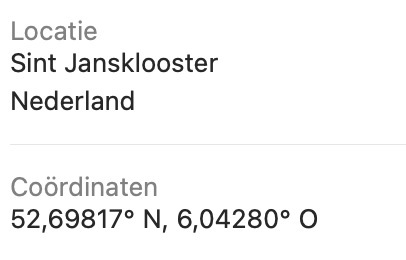 Locatie
Sint Jansklooster
Nederland
Coördinaten
52,69817° N, 6,04280° O